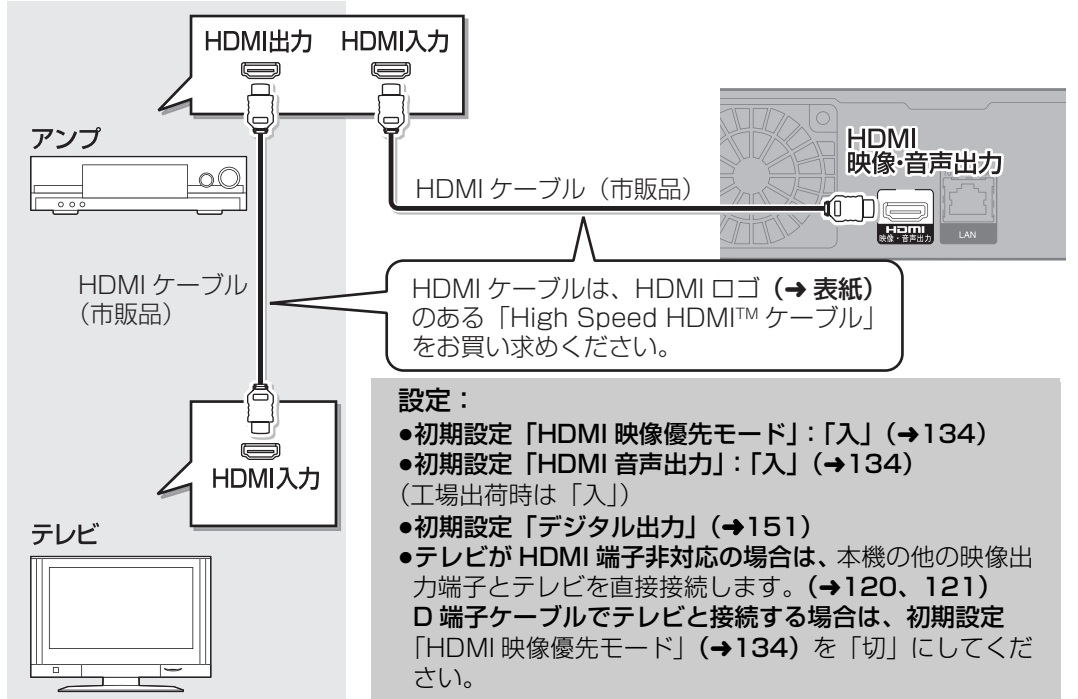 HDMI出力 HDMI入力
アンプ
HDMI
映像・音声出力
HDMI ケーブル（市販品）
HDMI
映像・音声出力
LAN
HDMI ケーブル
（市販品）
HDMI ケーブルは、HDMI ロゴ（➜ 表紙）
のある「High Speed HDMI™ ケーブル」
をお買い求めください。
HDMI入力
テレビ
設定：
●初期設定「HDMI 映像優先モード」：「入」（➜134）
●初期設定「HDMI 音声出力」：「入」（➜134）
（工場出荷時は「入」）
●初期設定「デジタル出力」（➜151）
●テレビが HDMI 端子非対応の場合は、本機の他の映像出
力端子とテレビを直接接続します。（➜120、121）
D 端子ケーブルでテレビと接続する場合は、初期設定
「HDMI 映像優先モード」（➜134）を「切」にしてくだ
さい。